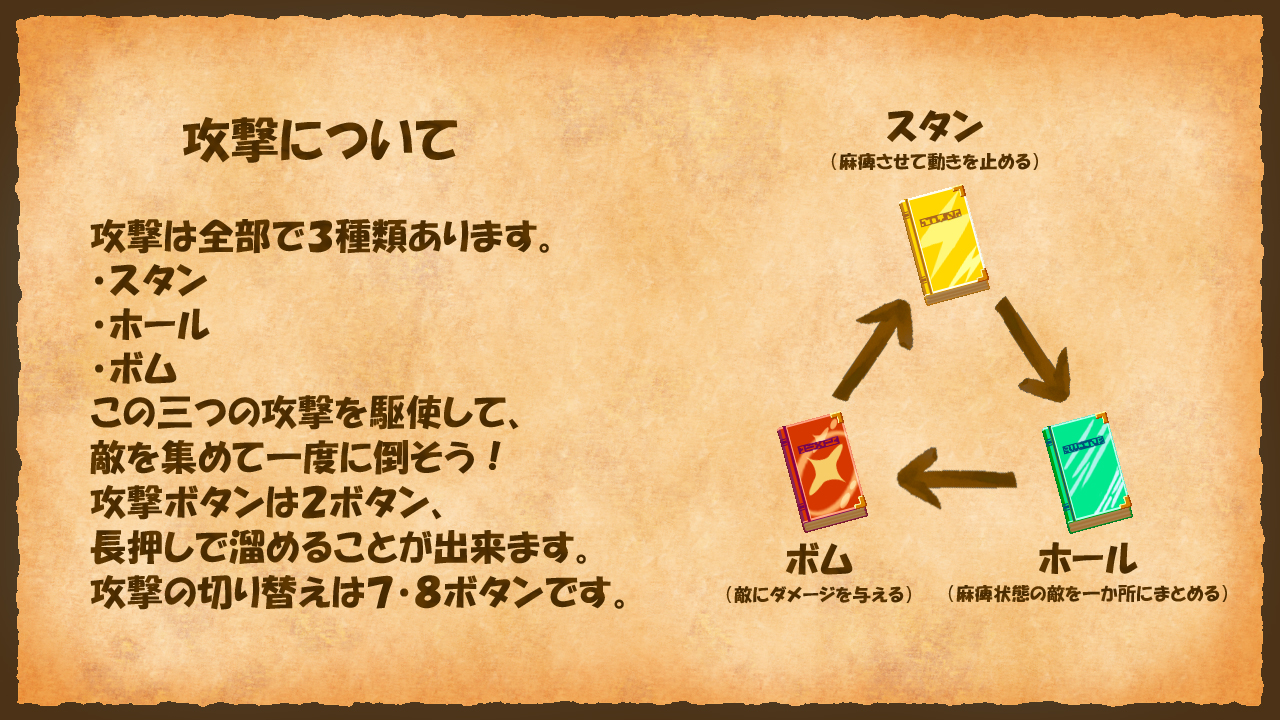 攻撃について
攻撃は全部で3種類あります。
・スタン
・ホール
・ボム
この三つの攻撃を駆使して、
敵を集めて一度に倒そう！
攻撃ボタンは2ボタン、
長押しで溜めることが出来ます。
攻撃の切り替えは7・8ボタンです。
スタン
（麻痺させて動きを止める）
ボム
（敵にダメージを与える）
ホール
（麻痺状態の敵を一か所にまとめる）